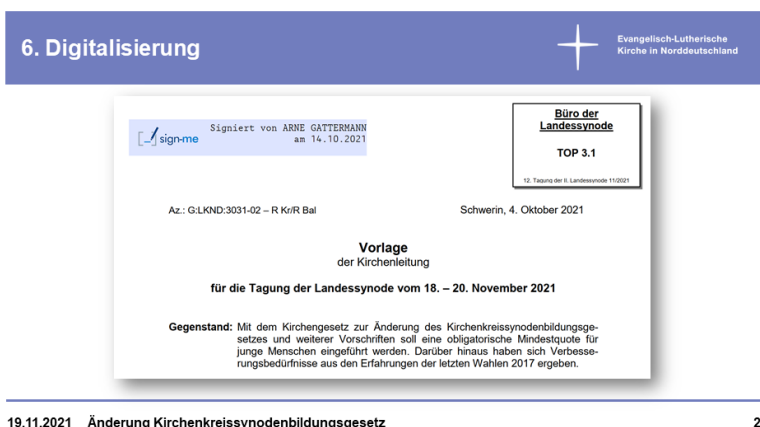 6. Digitalisierung
Evangelisch-Lutherische
Kirche in Norddeutschland
sign-me
Signiert von ARNE GATTERMANN
am 14.10.2021
Büro der
Landessynode
TOP 3.1
12. Tagung der II. Landessynode 11/2021
Az.: G:LKND:3031-02 – R Kr/R Bal
Schwerin, 4. Oktober 2021
Vorlage
der Kirchenleitung
für die Tagung der Landessynode vom 18. – 20. November 2021
Gegenstand: Mit dem Kirchengesetz zur Änderung des Kirchenkreissynodenbildungsge-
setzes und weiterer Vorschriften soll eine obligatorische Mindestquote für
junge Menschen eingeführt werden. Darüber hinaus haben sich Verbesse-
rungsbedürfnisse aus den Erfahrungen der letzten Wahlen 2017 ergeben.
19.11.2021 Änderung Kirchenkreissynodenbildungsgesetz
2